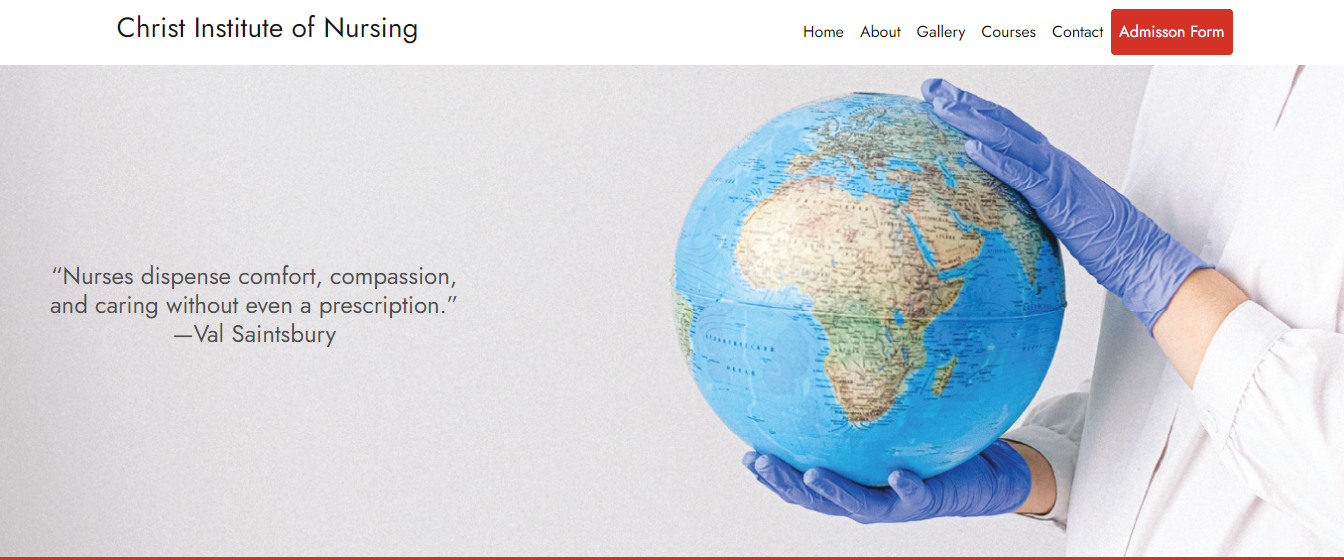 Christ Institute of Nursing
Home About Gallery Courses Contact Admisson Form
“Nurses dispense comfort, compassion,
and caring without even a prescription.”
—Val Saintsbury